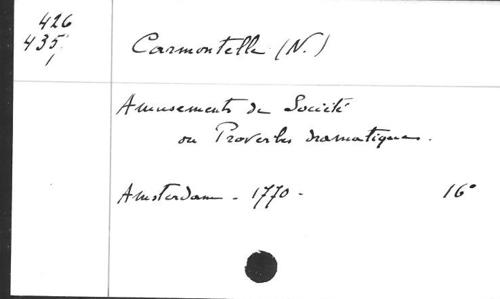 426
435
1
Carmontelle (N.)
Amusements de Société
ou Proverbes dramatiques.
Amsterdam - 1770 - 16°